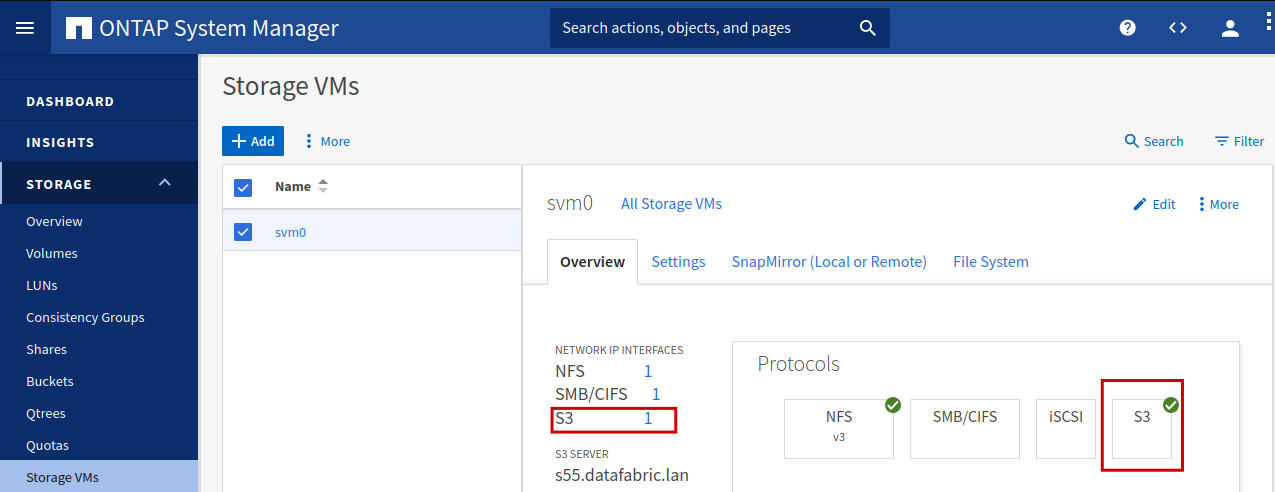 ONTAP System Manager
Search actions, objects, and pages
DASHBOARD
INSIGHTS
STORAGE
Overview
Volumes
LUNs
Consistency Groups
Shares
Buckets
Qtrees
Quotas
Storage VMs
Storage VMs
Add
More
Search
Filter
Name
svm0
svm0 All Storage VMs
Edit
More
Overview Settings SnapMirror (Local or Remote) File System
NETWORK IP INTERFACES
NFS 1
SMB/CIFS 1
S3 1
S3 SERVER
s55.datafabric.lan
Protocols
NFS
v3
SMB/CIFS
iSCSI
S3